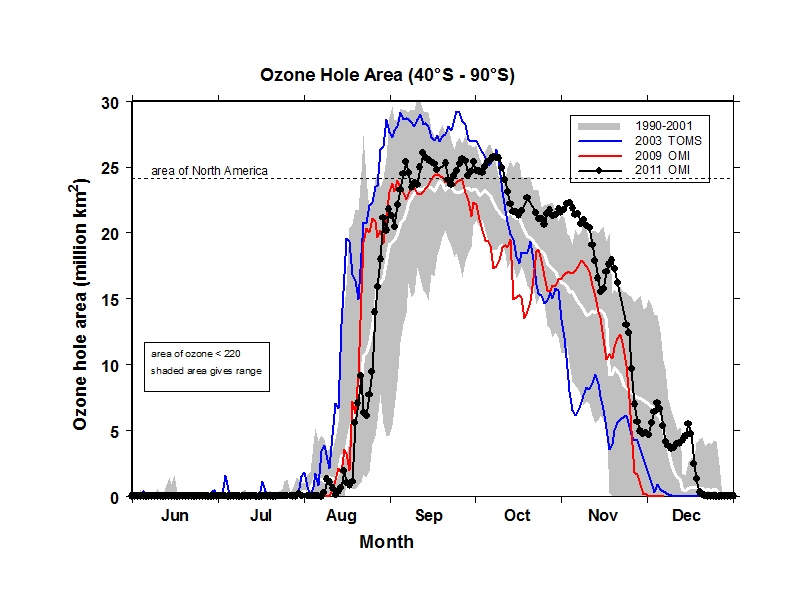 Ozone Hole Area (40°S - 90°S)
30
25
20
15
10
5
0
Ozone hole area (million km2)
area of North America
1990-2001
2003 TOMS
2009 OMI
2011 OMI
area of ozone < 220
shaded area gives range
Jun Jul Aug Sep Oct Nov Dec
Month